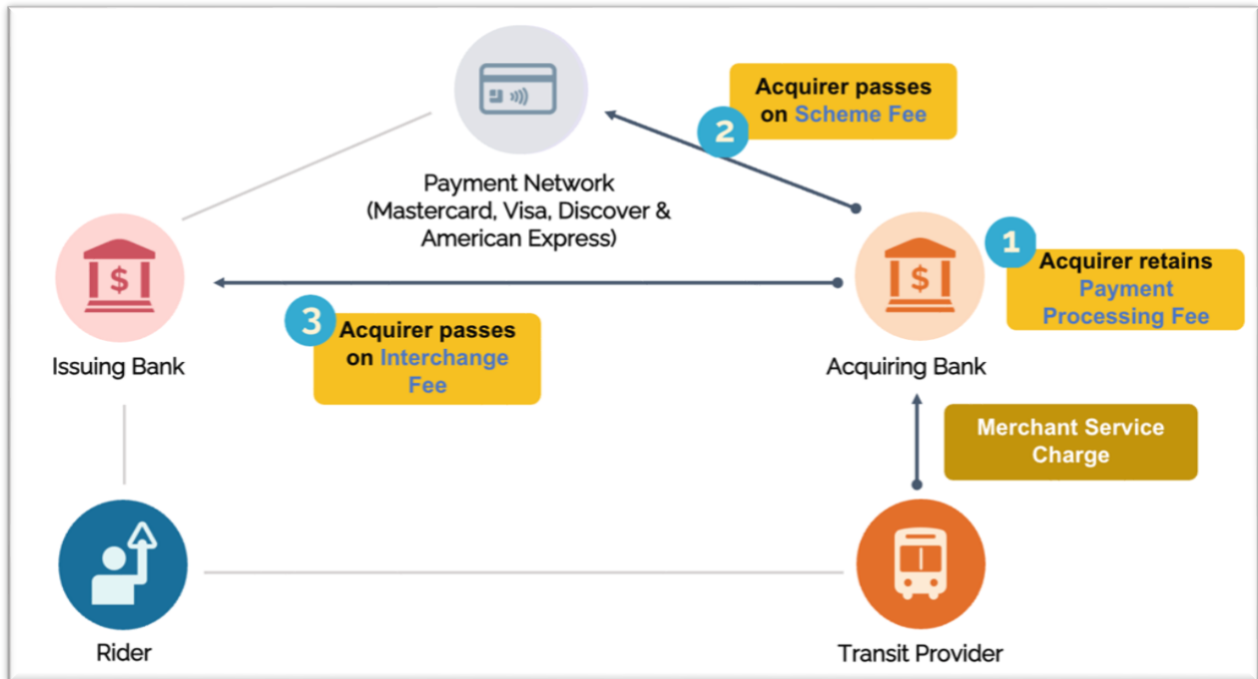 Acquirer passes
on Scheme Fee
2
Payment Network
(Mastercard, Visa, Discover &
American Express)
1
Acquirer retains
Payment
Processing Fee
$
$
3
Acquirer passes
on Interchange
Fee
Issuing Bank
Acquiring Bank
Merchant Service
Charge
Rider
Transit Provider